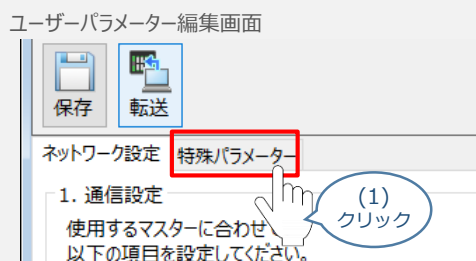 ユーザーパラメーター編集画面
保存 転送
ネットワーク設定 特殊パラメーター
1. 通信設定
(1)
クリック
使用するマスターに合わせて
以下の項目を設定してください。